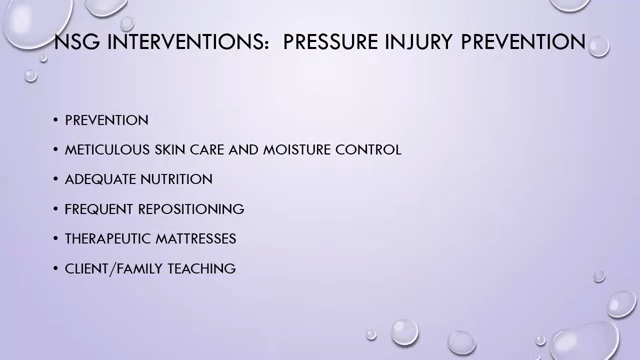 NSG INTERVENTIONS: PRESSURE INJURY PREVENTION
• PREVENTION
• METICULOUS SKIN CARE AND MOISTURE CONTROL
• ADEQUATE NUTRITION
• FREQUENT REPOSITIONING
• THERAPEUTIC MATTRESSES
• CLIENT/FAMILY TEACHING